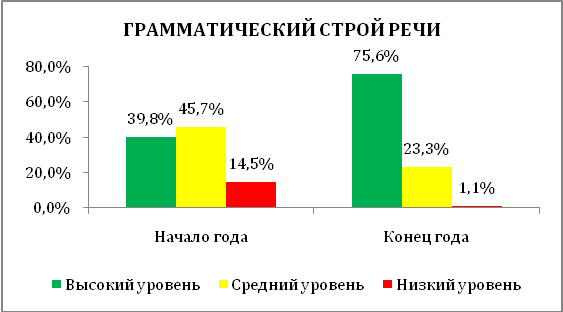 ГРАММАТИЧЕСКИЙ СТРОЙ РЕЧИ
80,0%
60,0%
40,0%
20,0%
0,0%
39,8%
45,7%
14,5%
75,6%
23,3%
1,1%
Начало года
Конец года
Высокий уровень
Средний уровень
Низкий уровень